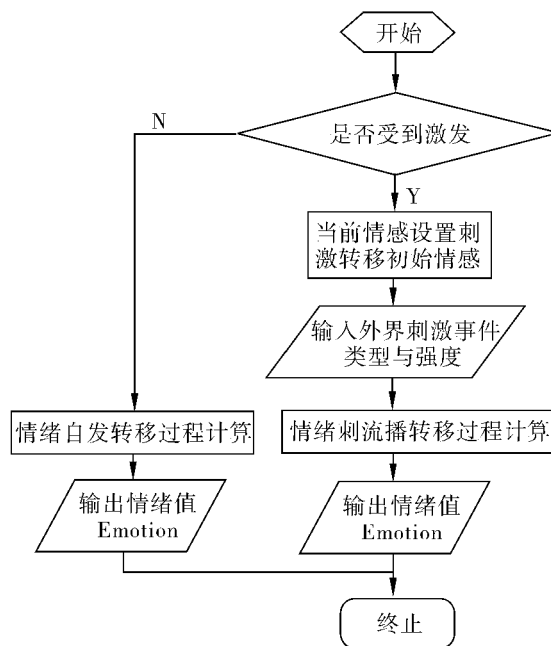 开始
是否受到激发
N
Y
当前情感设置刺
激转移初始情感
输入外界刺激事件
类型与强度
情绪自发转移过程计算
情绪刺流播转移过程计算
输出情绪值
Emotion
输出情绪值
Emotion
终止